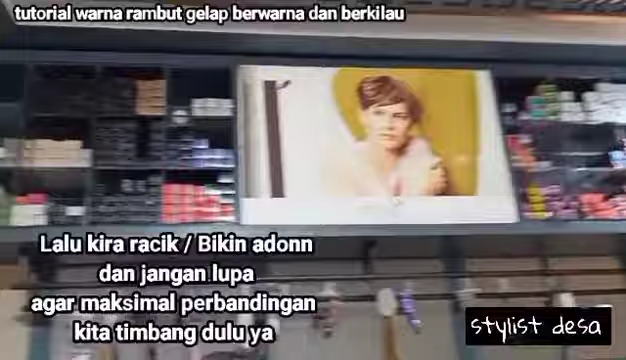 tutorial warna rambut gelap berwarna dan berkilau
Lalu kira racik / Bikin adonn
dan jangan lupa
agar maksimal perbandingan
kita timbang dulu ya
stylist desa